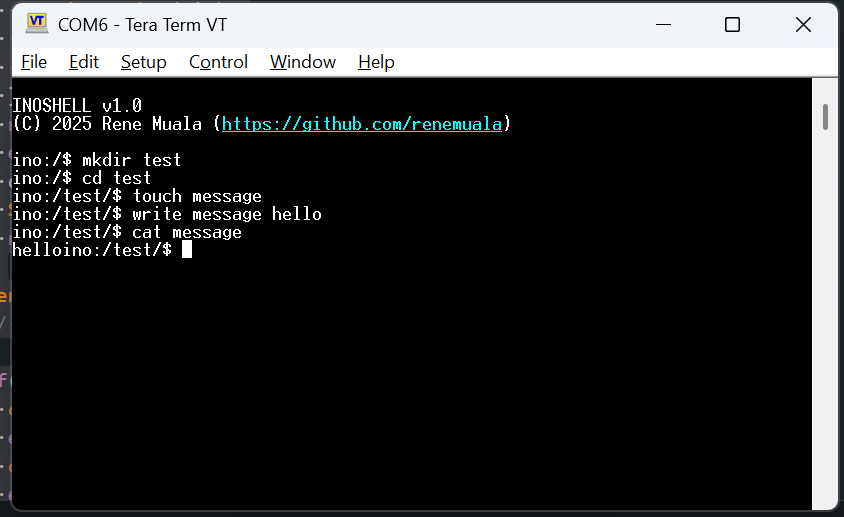 VT COM6 - Tera Term VT
File Edit Setup Control Window Help
INOSHELL v1.0
(C) 2025 Rene Muala (https://github.com/renemuala)
ino:/$ mkdir test
ino:/$ cd test
ino:/test/$ touch message
ino:/test/$ write message hello
ino:/test/$ cat message
helloino:/test/$